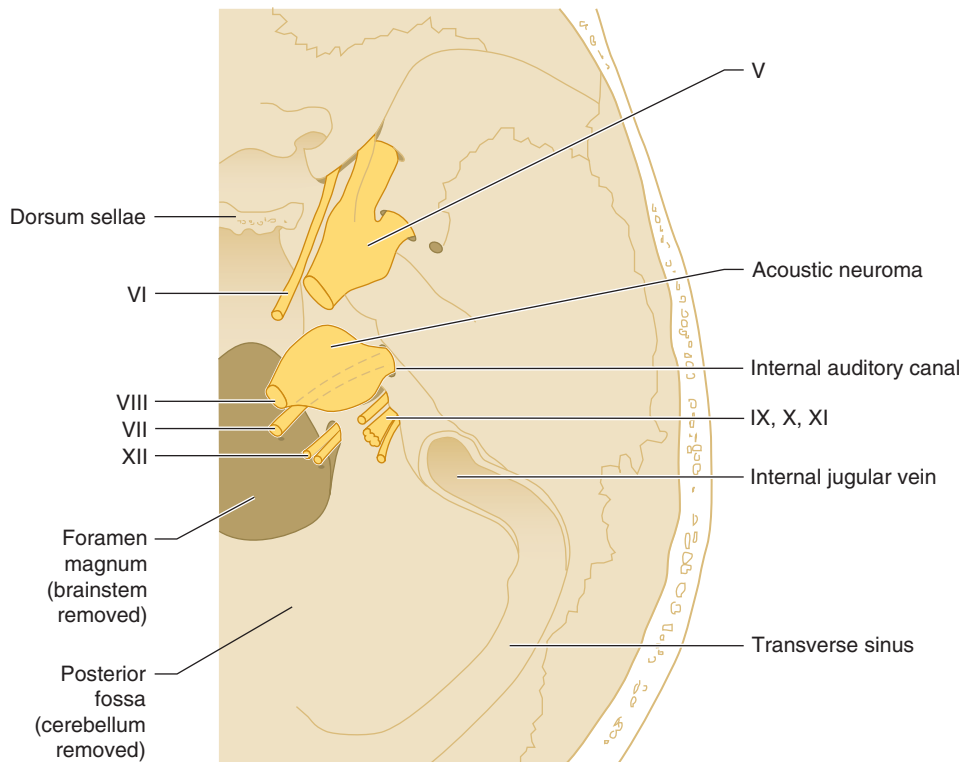 V
Dorsum sellae
Acoustic neuroma
VI
Internal auditory canal
VIII
IX, X, XI
VII
XII
Internal jugular vein
Foramen
magnum
(brainstem
removed)
Transverse sinus
Posterior
fossa
(cerebellum
removed)